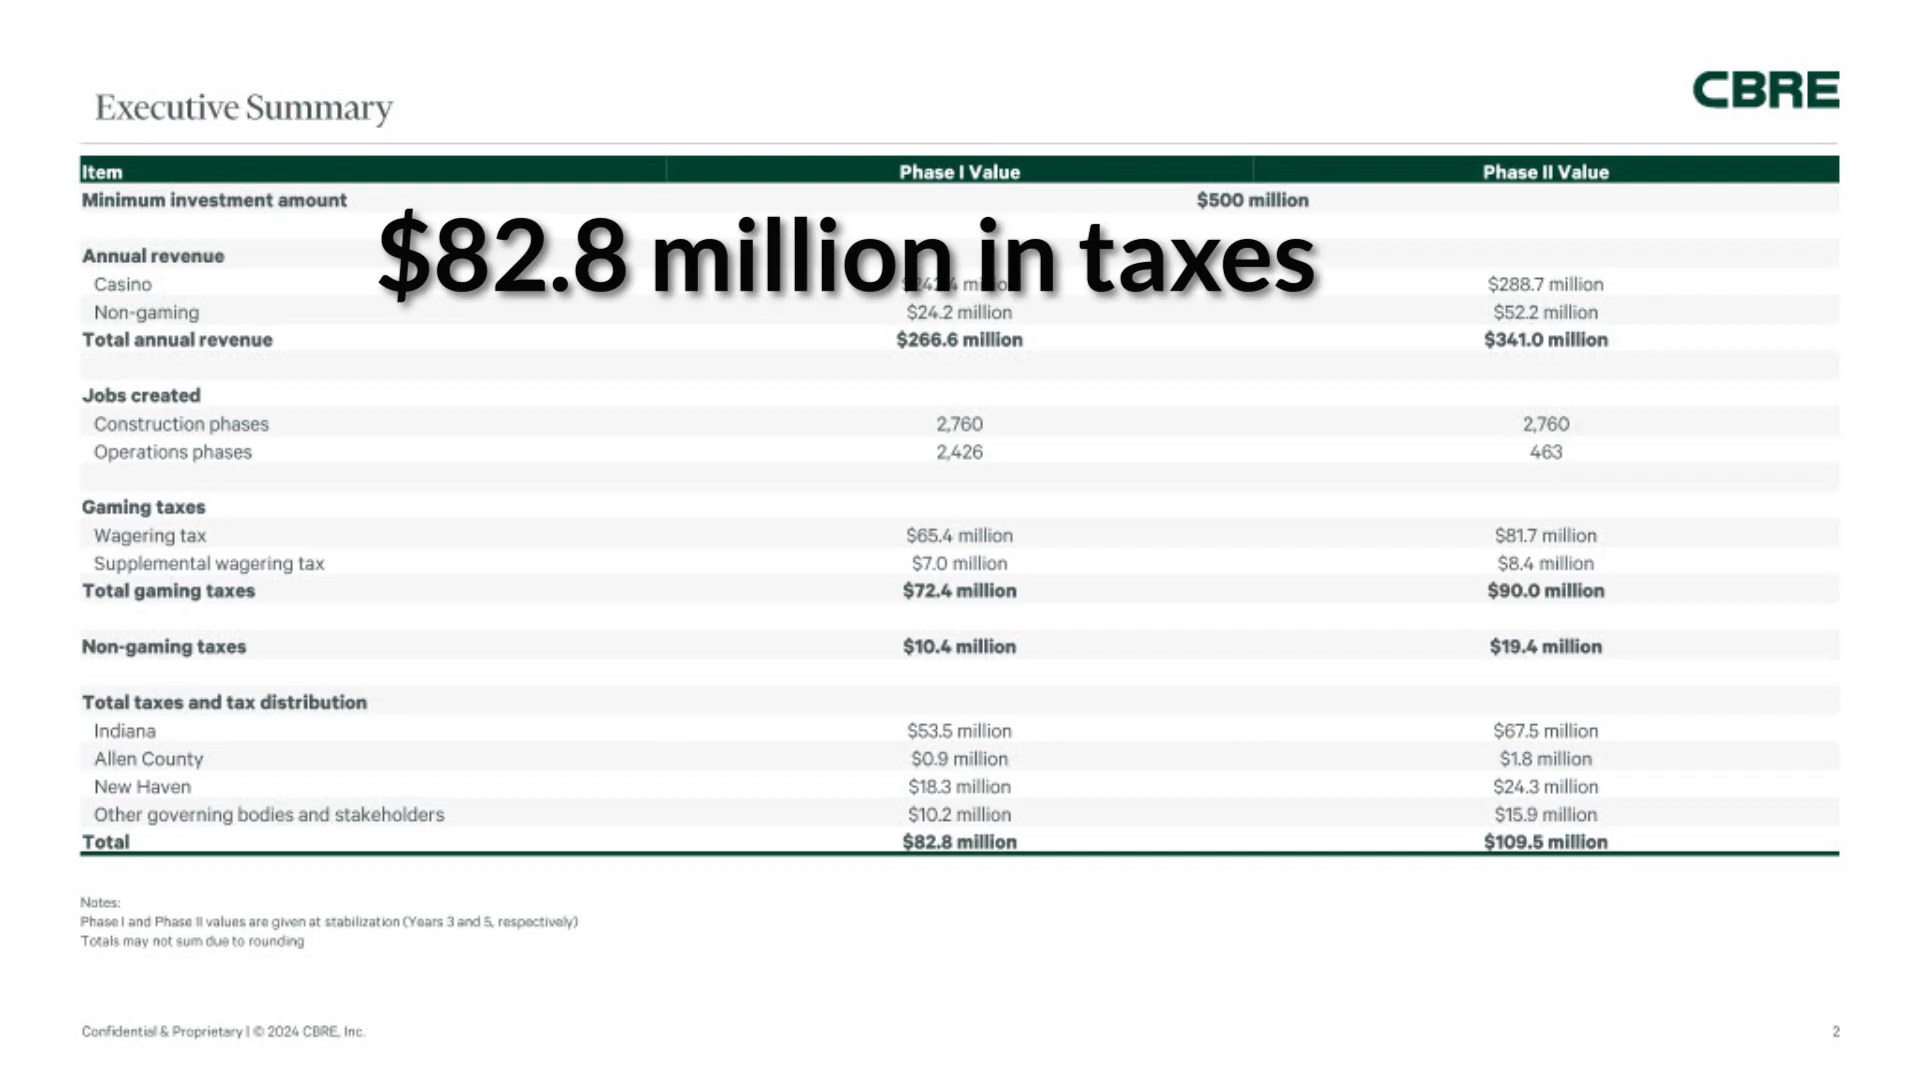 Executive Summary
CBRE
Item Phase I Value Phase II Value
Minimum investment amount $500 million
$82.8 million in taxes
Annual revenue
Casino $288.7 million
Non-gaming $24.2 million $52.2 million
Total annual revenue $266.6 million $341.0 million
Jobs created
Construction phases 2,760 2,760
Operations phases 2,426 463
Gaming taxes
Wagering tax $65.4 million $81.7 million
Supplemental wagering tax $7.0 million $8.4 million
Total gaming taxes $72.4 million $90.0 million
Non-gaming taxes $10.4 million $19.4 million
Total taxes and tax distribution
Indiana $53.5 million $67.5 million
Allen County $0.9 million $1.8 million
New Haven $18.3 million $24.3 million
Other governing bodies and stakeholders $10.2 million $15.9 million
Total $82.8 million $109.5 million
Notes:
Phase I and Phase II values are given at stabilization (Years 3 and 5, respectively)
Totals may not sum due to rounding
Confidential & Proprietary | © 2024 CBRE, Inc.
2